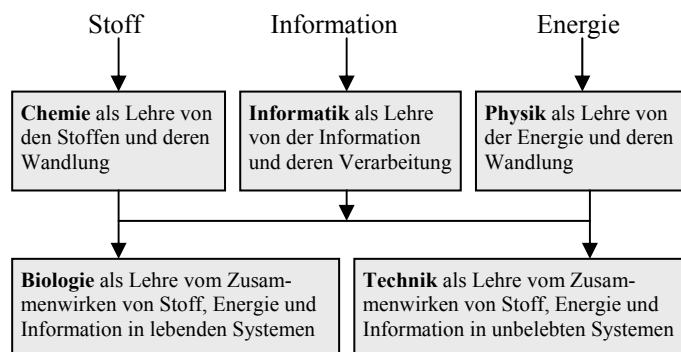 Stoff
Information
Energie
Chemie als Lehre von
den Stoffen und deren
Wandlung
Informatik als Lehre
von der Information
und deren Verarbeitung
Physik als Lehre von
der Energie und deren
Wandlung
Biologie als Lehre vom Zusam-
menwirken von Stoff, Energie und
Information in lebenden Systemen
Technik als Lehre vom Zusam-
menwirken von Stoff, Energie und
Information in unbelebten Systemen